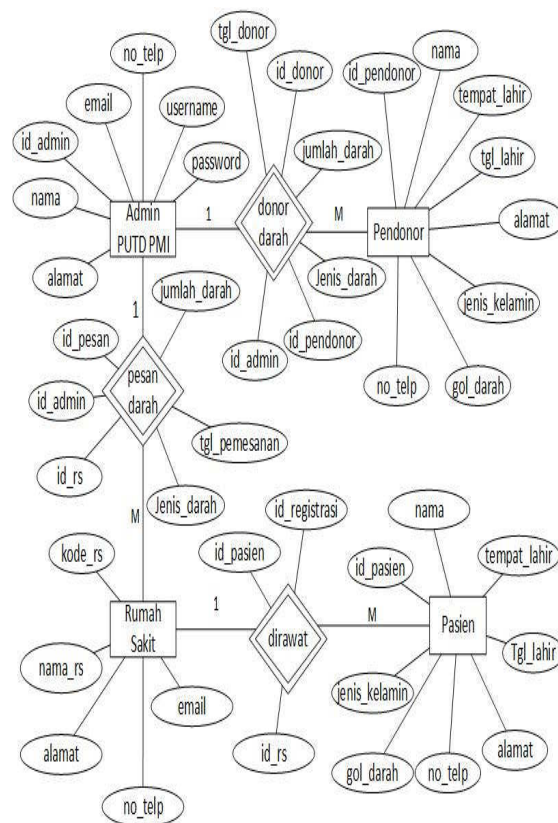 tgl_donor
id_donor
id_pendonor
nama
no_telp
email
username
tempat_lahir
id_admin
password
jumlah_darah
tgl_lahir
nama
Admin
PUTD PMI
1
donor
darah
M
Pendonor
alamat
alamat
jumlah_darah
Jenis_darah
jenis_kelamin
1
id_pesan
id_admin
id_pendonor
no_telp
gol_darah
id_admin
pesan
darah
tgl_pemesanan
id_rs
Jenis_darah
M
id_registrasi
nama
kode_rs
id_pasien
id_pasien
tempat_lahir
Rumah
Sakit
1
dirawat
M
Pasien
Tgl_lahir
nama_rs
email
jenis_kelamin
alamat
id_rs
gol_darah
no_telp
alamat
no_telp